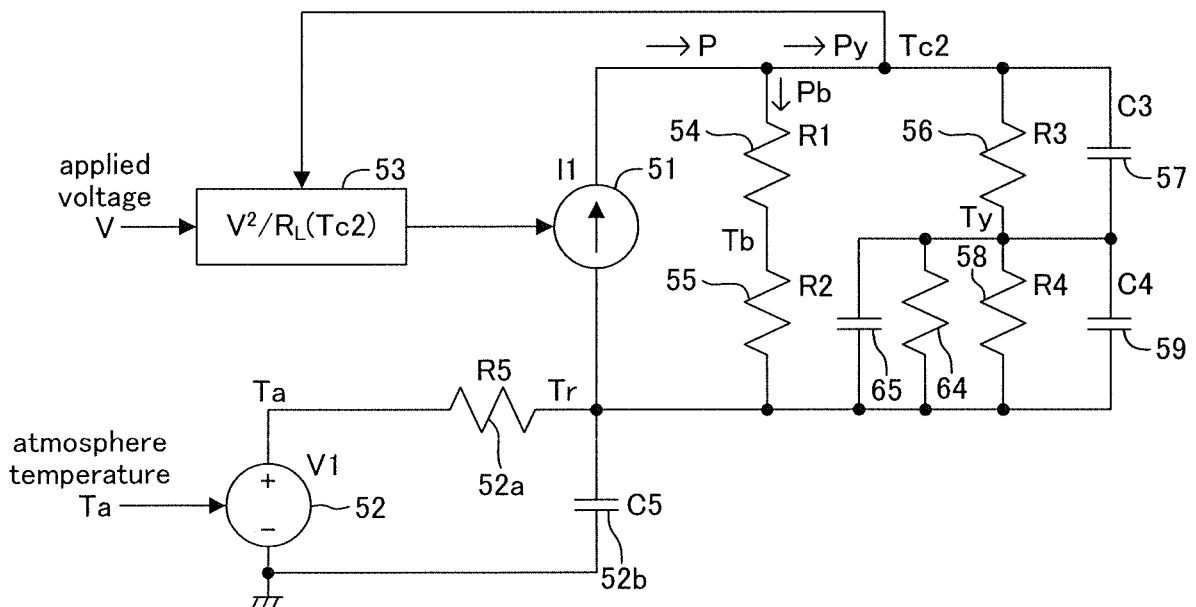 → P → Py Tc2
↓ Pb
C3
54 R1 56 R3
applied
voltage
V
53
I1 51
57
V²/RL(Tc2)
Tb
Ty
55 R2 58 R4 C4
59
R5
65 64
Ta
Tr
atmosphere
temperature
Ta
V1
+
−
52
52a
C5
52b